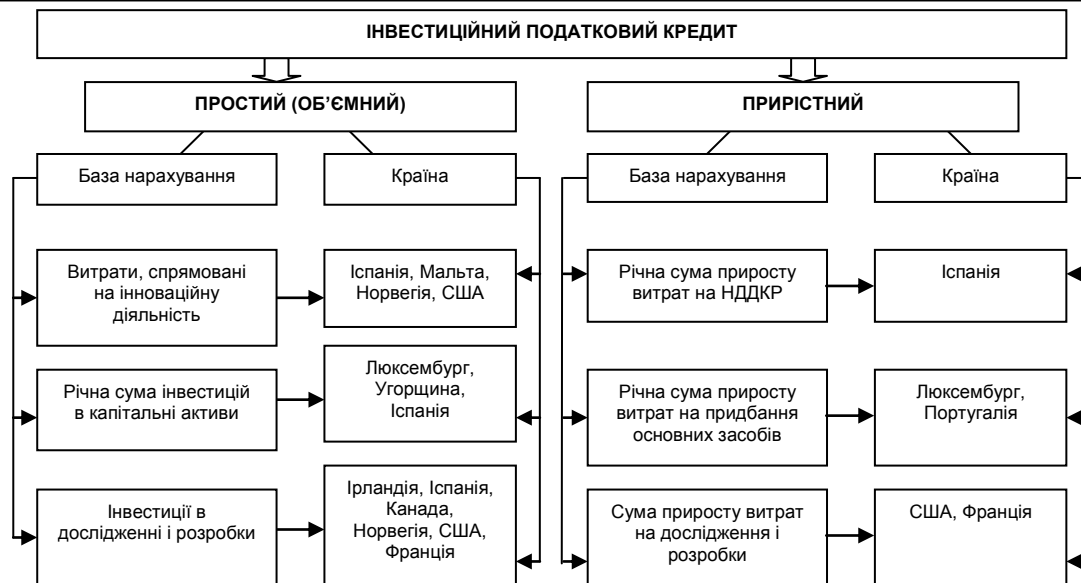 ІНВЕСТИЦІЙНИЙ ПОДАТКОВИЙ КРЕДИТ
ПРОСТИЙ (ОБ’ЄМНИЙ)
ПРИРІСТНИЙ
База нарахування
Країна
База нарахування
Країна
Витрати, спрямовані
на інноваційну
діяльність
Іспанія, Мальта,
Норвегія, США
Річна сума приросту
витрат на НДДКР
Іспанія
Річна сума інвестицій
в капітальні активи
Люксембург,
Угорщина,
Іспанія
Річна сума приросту
витрат на придбання
основних засобів
Люксембург,
Португалія
Інвестиції в
дослідженні і розробки
Ірландія, Іспанія,
Канада,
Норвегія, США,
Франція
Сума приросту витрат
на дослідження і
розробки
США, Франція